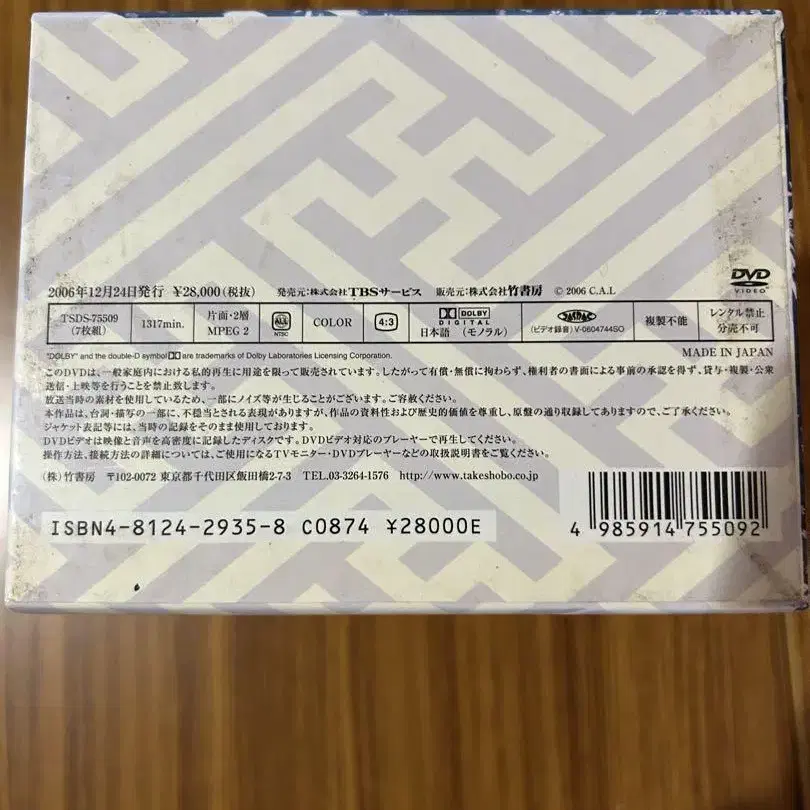 DVD
VIDEO
2006年12月24日発行 ¥28,000(税抜) 発売元:株式会社TBSサービス 販売元:株式会社竹書房 © 2006 C.A.L
TSDS-75509 (7枚組) 1317min. 片面・2層 MPEG 2 ALL NTSC COLOR 4:3 DOLBY DIGITAL 日本語 (モノラル) JASRAC (ビデオ録音)V-0604744SO 複製不能 レンタル禁止 分売不可
"DOLBY" and the double-D symbol are trademarks of Dolby Laboratories Licensing Corporation. MADE IN JAPAN
このDVDは、一般家庭内における私的再生に用途を限って販売されています。したがって有償・無償に拘わらず、権利者の書面による事前の承認を得ず、貸与・複製・公衆
送信・上映等を行うことを禁止致します。
放送当時の素材を使用しているため、一部にノイズ等が生じることがございます。ご容赦ください。
本作品は、台詞・描写の一部に、不穏当とされる表現がありますが、作品の資料性および歴史的価値を尊重し、原盤の通り収録してありますので、ご了承ください。
ジャケット表記等には、当時の記録をそのまま使用しております。
DVDビデオは映像と音声を高密度に記録したディスクです。DVDビデオ対応のプレーヤーで再生してください。
操作方法、接続方法の詳細については、ご使用になるTVモニター・DVDプレーヤーなどの取扱説明書をご覧ください。
(株)竹書房 〒102-0072 東京都千代田区飯田橋2-7-3 TEL.03-3264-1576 http://www.takeshobo.co.jp
ISBN4-8124-2935-8 C0874 ¥28000E
4 985914 755092